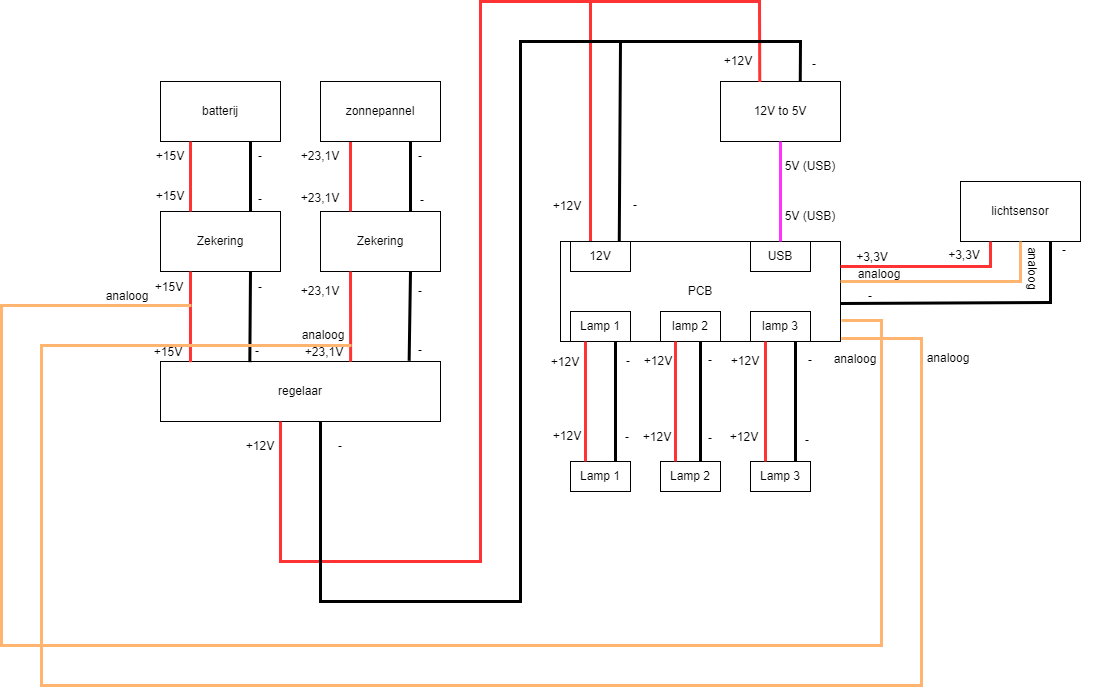 +12V
-
batterij
zonnepannel
12V to 5V
+15V
-
+23,1V
-
5V (USB)
+15V
-
+23,1V
-
+12V
-
5V (USB)
lichtsensor
Zekering
Zekering
12V
USB
+3,3V
+3,3V
-
analoog
analoog
-
PCB
+15V
-
+23,1V
-
analoog
analoog
Lamp 1
lamp 2
lamp 3
+15V
-
+23,1V
-
+12V
-
+12V
-
+12V
-
analoog
analoog
regelaar
+12V
-
+12V
-
+12V
-
+12V
-
Lamp 1
Lamp 2
Lamp 3